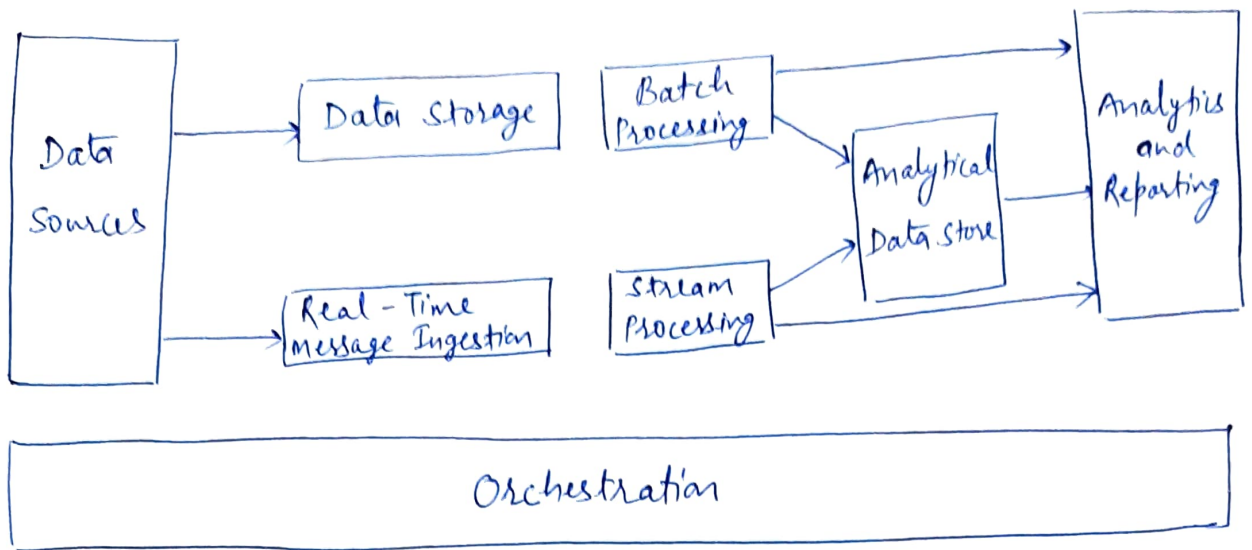 Data
Sources
Data Storage
Real-Time
Message Ingestion
Batch
Processing
Stream
Processing
Analytical
Data Store
Analytics
and
Reporting
Orchestration